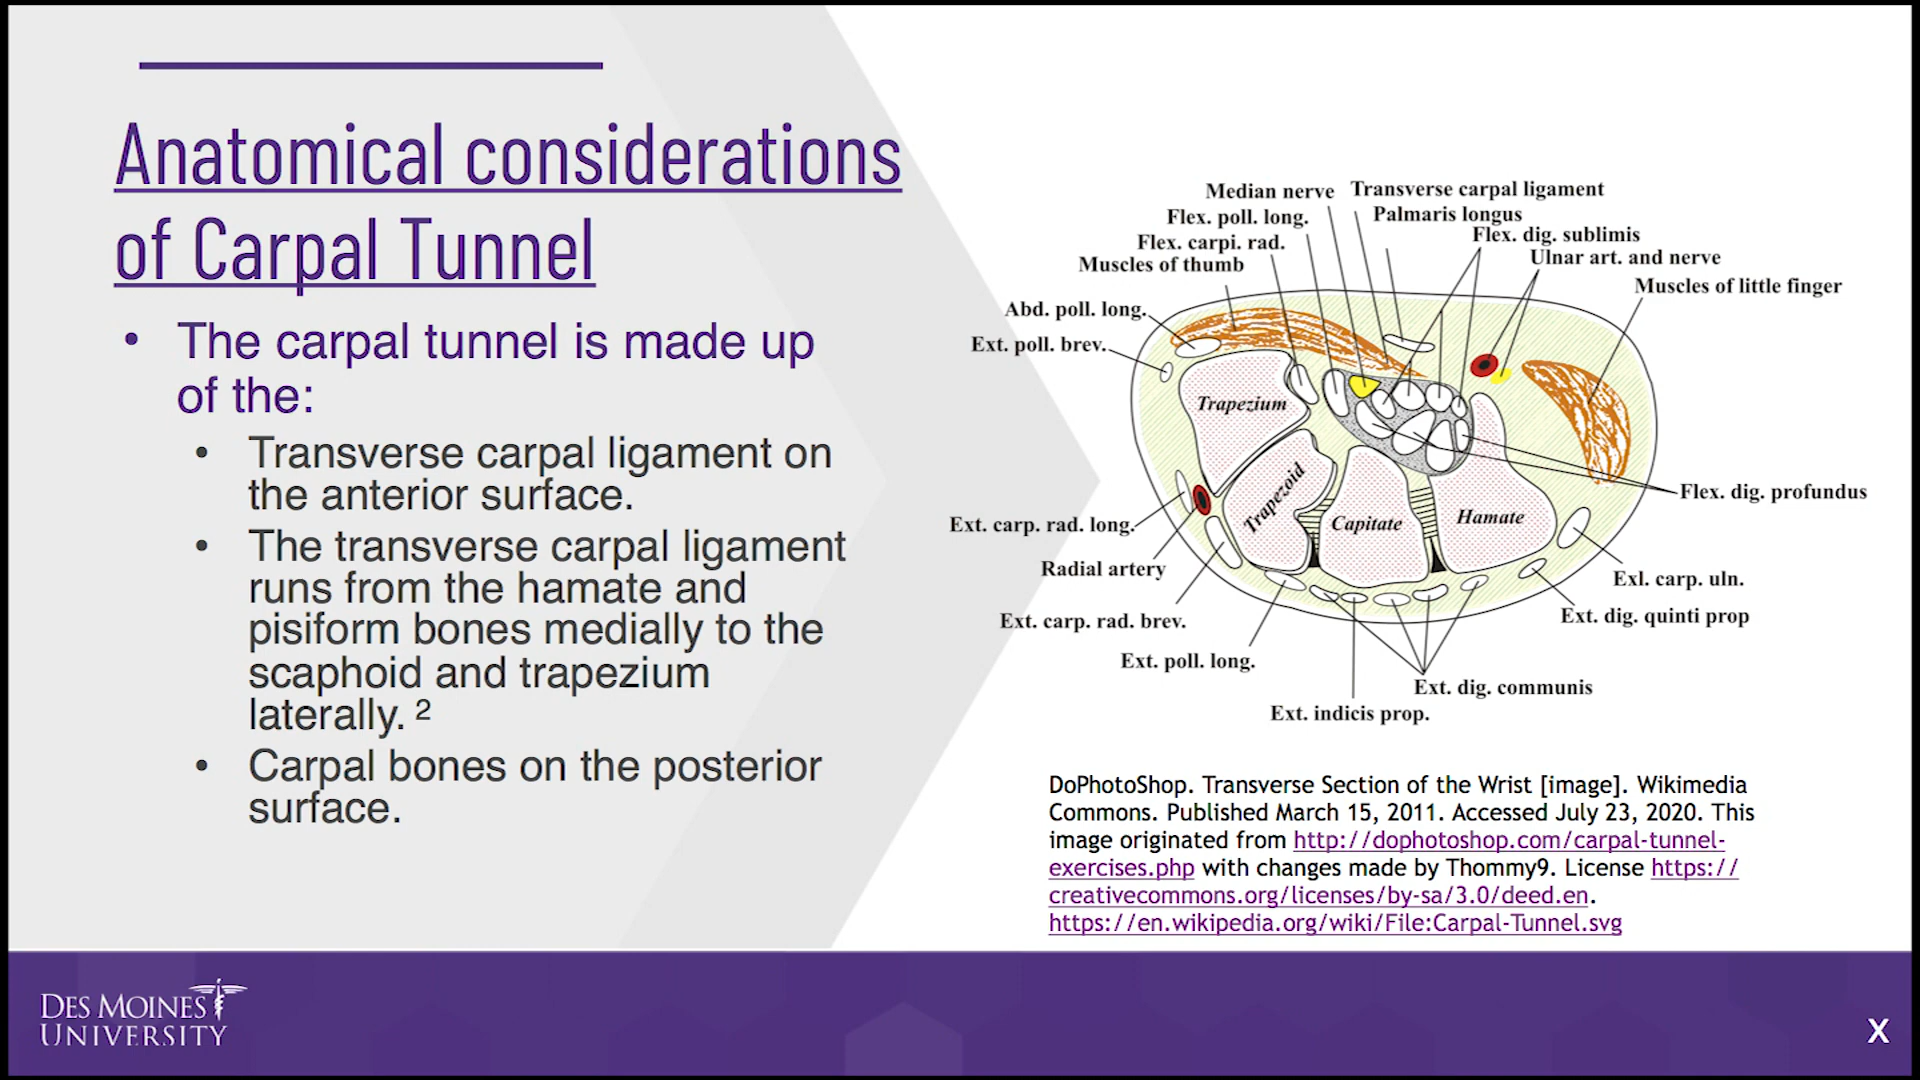 Anatomical considerations
of Carpal Tunnel
• The carpal tunnel is made up
of the:
• Transverse carpal ligament on
the anterior surface.
• The transverse carpal ligament
runs from the hamate and
pisiform bones medially to the
scaphoid and trapezium
laterally. 2
• Carpal bones on the posterior
surface.
Median nerve
Transverse carpal ligament
Flex. poll. long.
Palmaris longus
Flex. carpi. rad.
Flex. dig. sublimis
Muscles of thumb
Ulnar art. and nerve
Muscles of little finger
Abd. poll. long.
Ext. poll. brev.
Trapezium
Trapezoid
Capitate
Hamate
Flex. dig. profundus
Ext. carp. rad. long.
Radial artery
Exl. carp. uln.
Ext. carp. rad. brev.
Ext. dig. quinti prop
Ext. poll. long.
Ext. dig. communis
Ext. indicis prop.
DoPhotoShop. Transverse Section of the Wrist [image]. Wikimedia
Commons. Published March 15, 2011. Accessed July 23, 2020. This
image originated from http://dophotoshop.com/carpal-tunnel-
exercises.php with changes made by Thommy9. License https://
creativecommons.org/licenses/by-sa/3.0/deed.en.
https://en.wikipedia.org/wiki/File:Carpal-Tunnel.svg
DES MOINES
UNIVERSITY
X